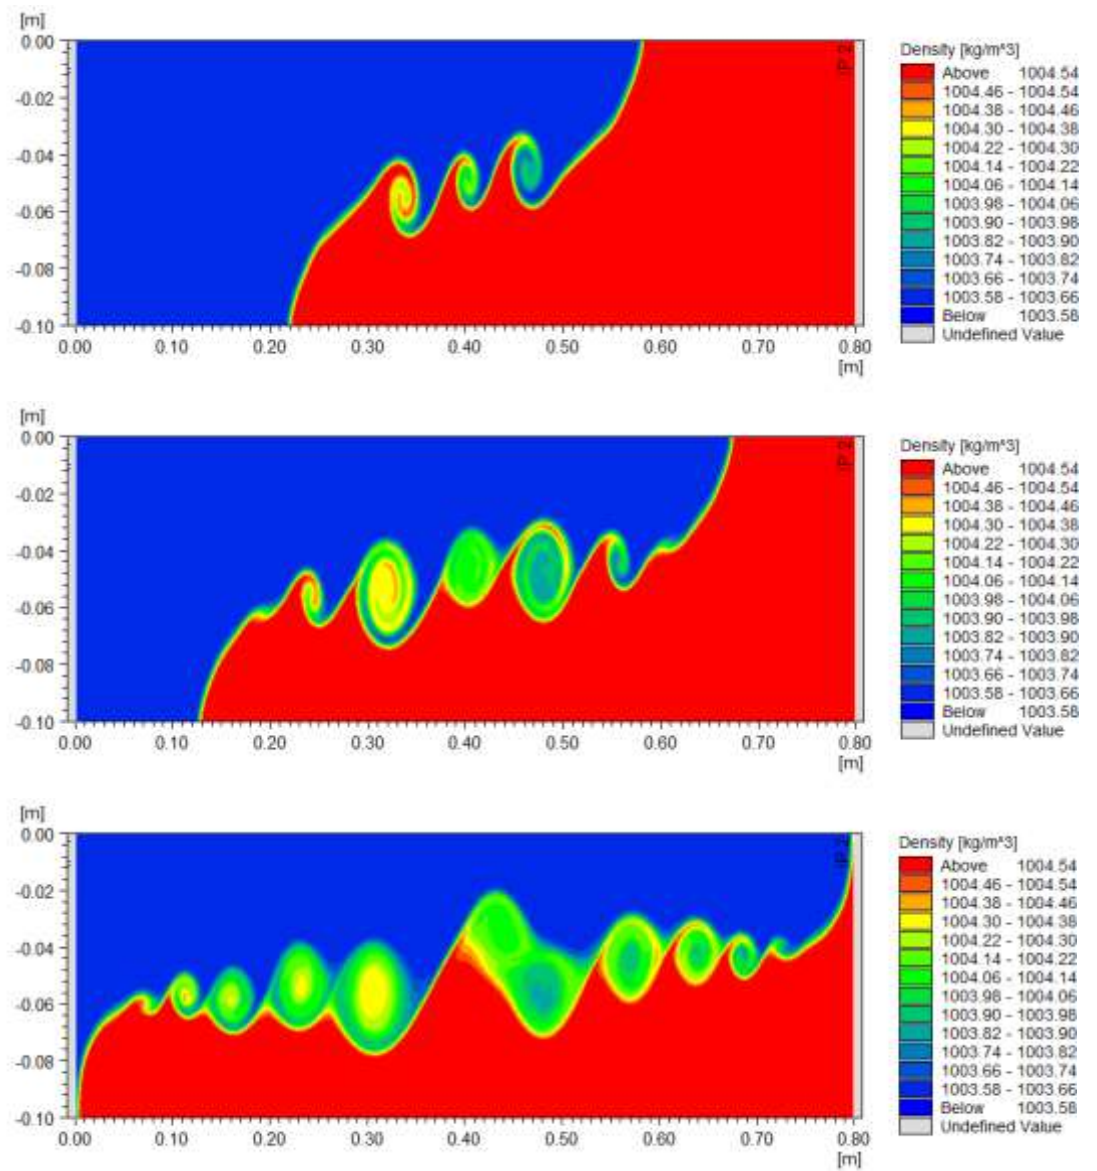 [m]
0.00
-0.02
-0.04
-0.06
-0.08
-0.10
0.00 0.10 0.20 0.30 0.40 0.50 0.60 0.70 0.80
[m]
IP 2
Density [kg/m^3]
Above 1004.54
1004.46 - 1004.54
1004.38 - 1004.46
1004.30 - 1004.38
1004.22 - 1004.30
1004.14 - 1004.22
1004.06 - 1004.14
1003.98 - 1004.06
1003.90 - 1003.98
1003.82 - 1003.90
1003.74 - 1003.82
1003.66 - 1003.74
1003.58 - 1003.66
Below 1003.58
Undefined Value
[m]
0.00
-0.02
-0.04
-0.06
-0.08
-0.10
0.00 0.10 0.20 0.30 0.40 0.50 0.60 0.70 0.80
[m]
IP 2
Density [kg/m^3]
Above 1004.54
1004.46 - 1004.54
1004.38 - 1004.46
1004.30 - 1004.38
1004.22 - 1004.30
1004.14 - 1004.22
1004.06 - 1004.14
1003.98 - 1004.06
1003.90 - 1003.98
1003.82 - 1003.90
1003.74 - 1003.82
1003.66 - 1003.74
1003.58 - 1003.66
Below 1003.58
Undefined Value
[m]
0.00
-0.02
-0.04
-0.06
-0.08
-0.10
0.00 0.10 0.20 0.30 0.40 0.50 0.60 0.70 0.80
[m]
IP 2
Density [kg/m^3]
Above 1004.54
1004.46 - 1004.54
1004.38 - 1004.46
1004.30 - 1004.38
1004.22 - 1004.30
1004.14 - 1004.22
1004.06 - 1004.14
1003.98 - 1004.06
1003.90 - 1003.98
1003.82 - 1003.90
1003.74 - 1003.82
1003.66 - 1003.74
1003.58 - 1003.66
Below 1003.58
Undefined Value